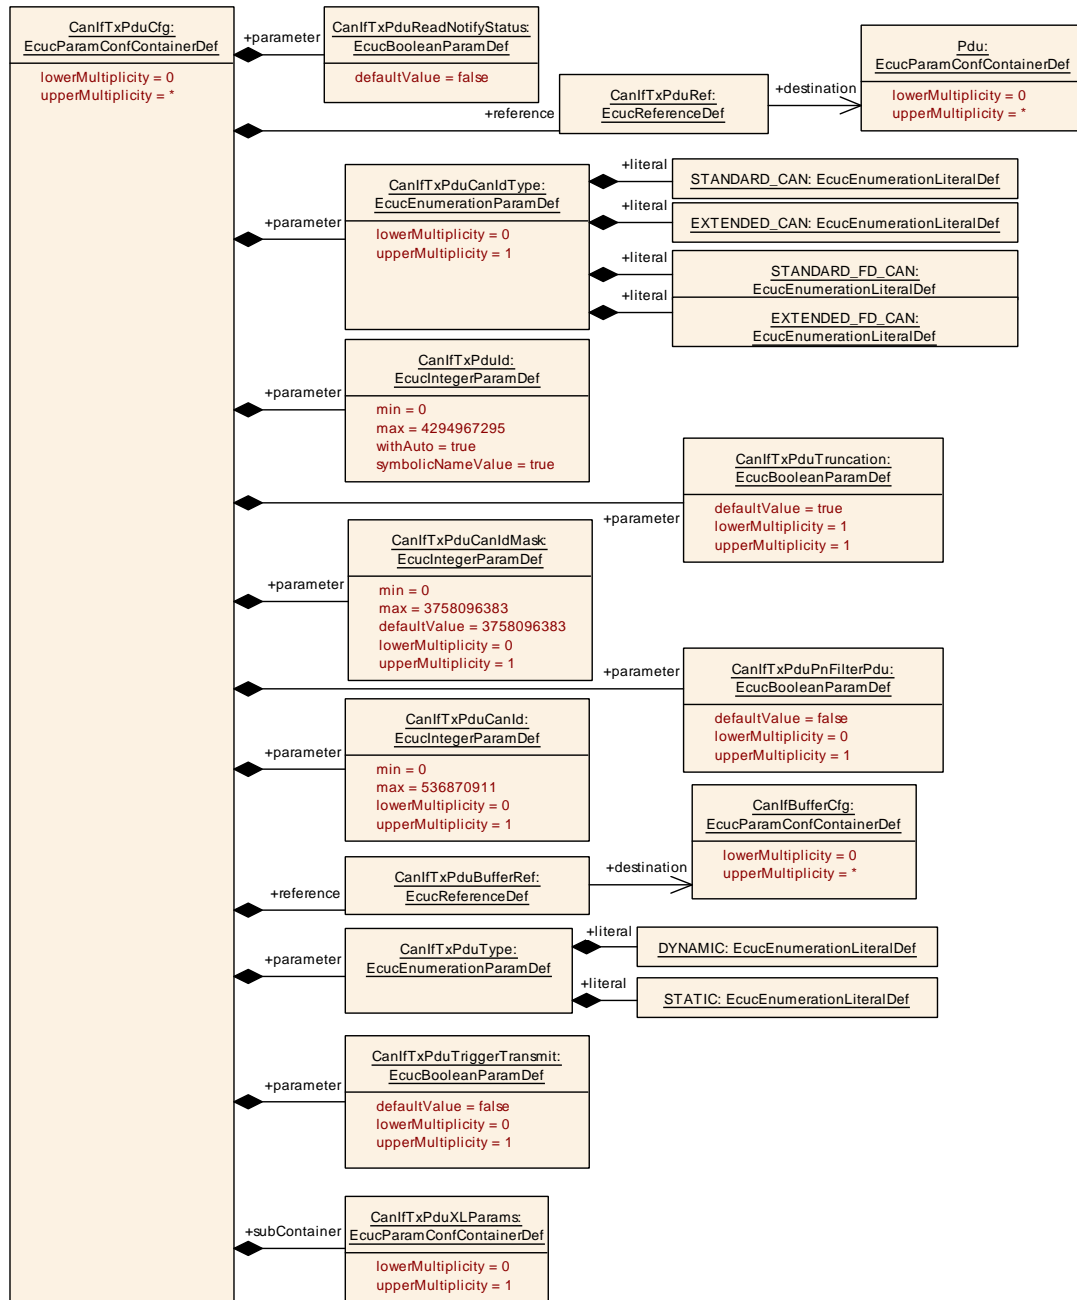 CanIfTxPduCfg:
EcucParamConfContainerDef
lowerMultiplicity = 0
upperMultiplicity = *
+parameter
CanIfTxPduReadNotifyStatus:
EcucBooleanParamDef
defaultValue = false
+reference
CanIfTxPduRef:
EcucReferenceDef
+destination
Pdu:
EcucParamConfContainerDef
lowerMultiplicity = 0
upperMultiplicity = *
+parameter
CanIfTxPduCanIdType:
EcucEnumerationParamDef
lowerMultiplicity = 0
upperMultiplicity = 1
+literal
STANDARD_CAN: EcucEnumerationLiteralDef
+literal
EXTENDED_CAN: EcucEnumerationLiteralDef
+literal
STANDARD_FD_CAN:
EcucEnumerationLiteralDef
+literal
EXTENDED_FD_CAN:
EcucEnumerationLiteralDef
+parameter
CanIfTxPduId:
EcucIntegerParamDef
min = 0
max = 4294967295
withAuto = true
symbolicNameValue = true
+parameter
CanIfTxPduTruncation:
EcucBooleanParamDef
defaultValue = true
lowerMultiplicity = 1
upperMultiplicity = 1
+parameter
CanIfTxPduCanIdMask:
EcucIntegerParamDef
min = 0
max = 3758096383
defaultValue = 3758096383
lowerMultiplicity = 0
upperMultiplicity = 1
+parameter
CanIfTxPduPnFilterPdu:
EcucBooleanParamDef
defaultValue = false
lowerMultiplicity = 0
upperMultiplicity = 1
+parameter
CanIfTxPduCanId:
EcucIntegerParamDef
min = 0
max = 536870911
lowerMultiplicity = 0
upperMultiplicity = 1
+reference
CanIfTxPduBufferRef:
EcucReferenceDef
+destination
CanIfBufferCfg:
EcucParamConfContainerDef
lowerMultiplicity = 0
upperMultiplicity = *
+parameter
CanIfTxPduType:
EcucEnumerationParamDef
+literal
DYNAMIC: EcucEnumerationLiteralDef
+literal
STATIC: EcucEnumerationLiteralDef
+parameter
CanIfTxPduTriggerTransmit:
EcucBooleanParamDef
defaultValue = false
lowerMultiplicity = 0
upperMultiplicity = 1
+subContainer
CanIfTxPduXLParams:
EcucParamConfContainerDef
lowerMultiplicity = 0
upperMultiplicity = 1